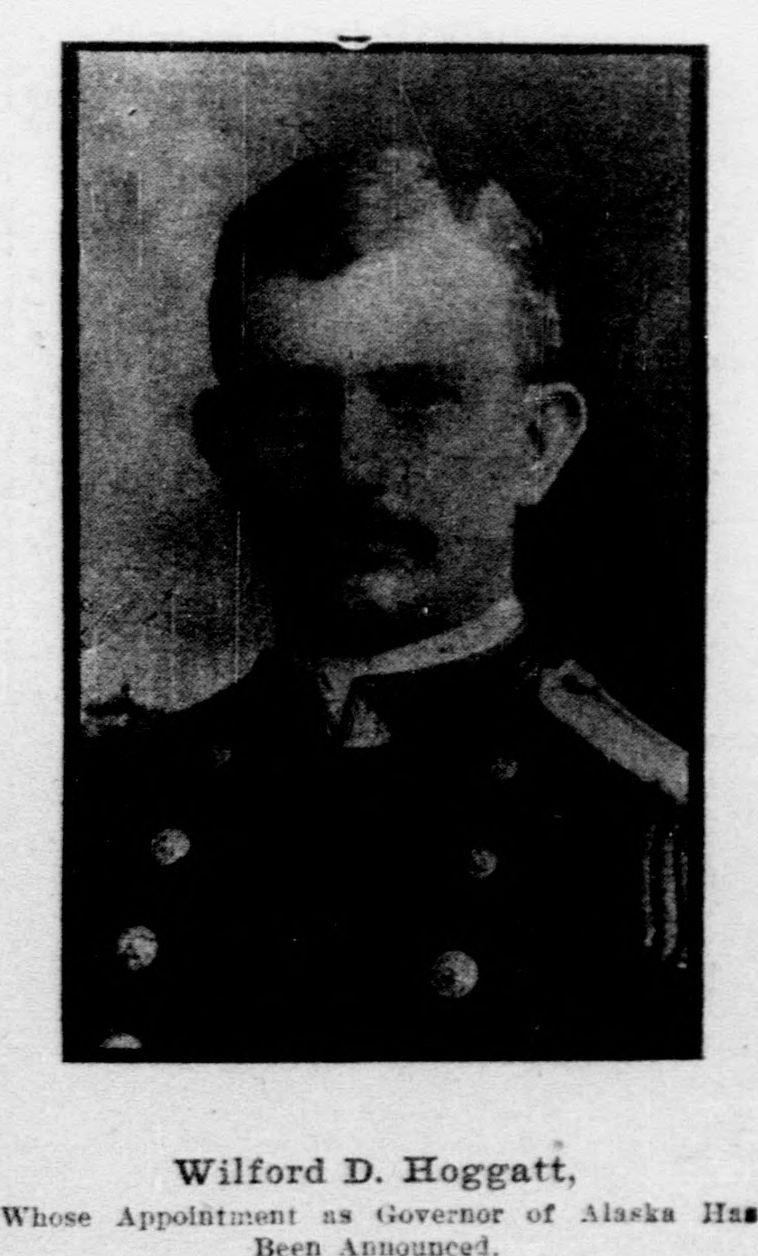 Wilford D. Hoggatt,
Whose Appointment as Governor of Alaska Has
Been Announced.